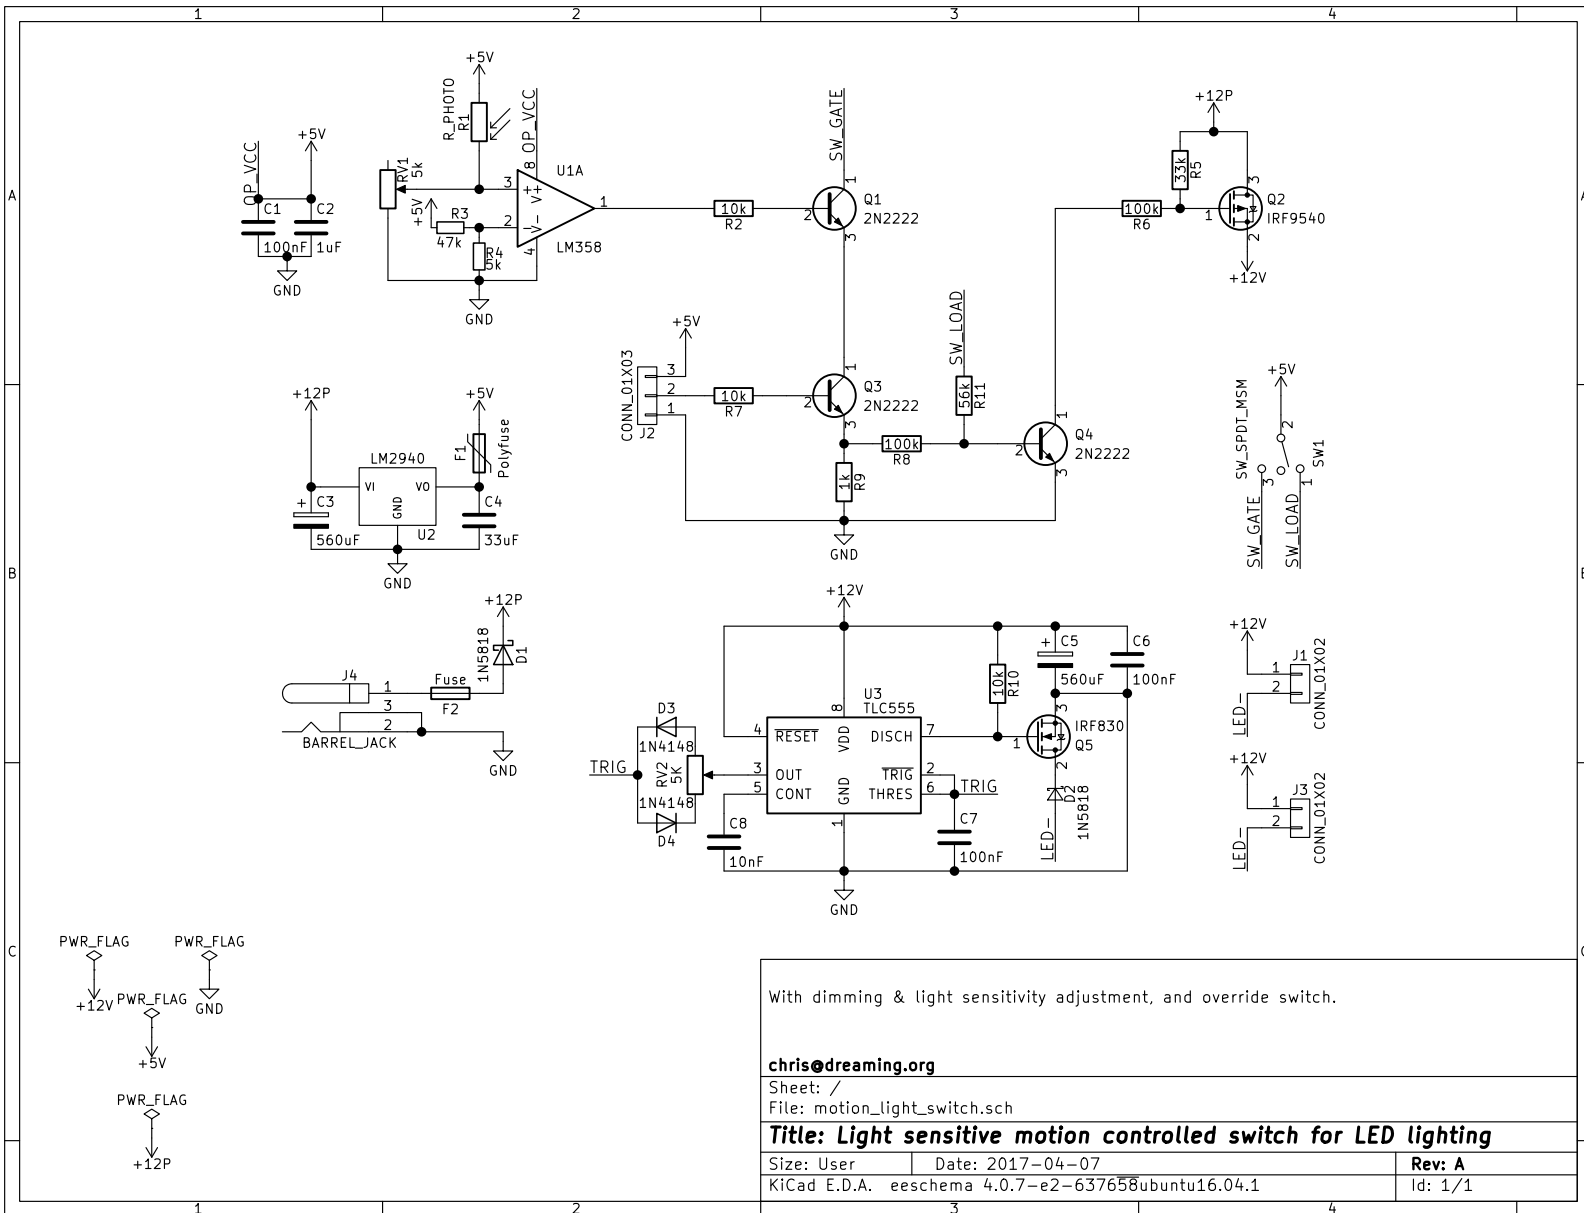 1 2 3 4
A
B
C
+5V
R_PHOTO
R1
OP_VCC
8
RV1
5k
+5V
R3
47k
R4
5k
3
2
4
1
++
V+
-
V-
U1A
LM358
GND
OP_VCC
+5V
C1
100nF
C2
1uF
GND
10k
R2
SW_GATE
1
2
3
Q1
2N2222
+12P
33k
R5
100k
R6
1
3
2
Q2
IRF9540
+12V
+5V
CONN_01X03
3
2
1
J2
10k
R7
1
2
3
Q3
2N2222
SW_LOAD
56k
R11
100k
R8
1k
R9
1
2
3
Q4
2N2222
GND
+5V
SW_SPDT_MSM
2
3
1
SW1
SW_GATE
SW_LOAD
+12P
+5V
F1
Polyfuse
LM2940
VI
VO
GND
U2
+
C3
560uF
C4
33uF
GND
+12P
1N5818
D1
J4
1
3
2
Fuse
F2
BARREL_JACK
GND
+12V
U3
TLC555
8
4
RESET
VDD
DISCH
7
3
OUT
TRIG
2
5
CONT
GND
THRES
6
1
TRIG
TRIG
D3
1N4148
RV2
5K
1N4148
D4
C8
10nF
C7
100nF
GND
10k
R10
+
C5
560uF
C6
100nF
1
3
2
IRF830
Q5
D2
1N5818
LED-
+12V
J1
1
2
CONN_01X02
LED-
+12V
J3
1
2
CONN_01X02
LED-
PWR_FLAG
+12V
PWR_FLAG
GND
PWR_FLAG
+5V
PWR_FLAG
+12P
With dimming & light sensitivity adjustment, and override switch.
chris@dreaming.org
Sheet: /
File: motion_light_switch.sch
Title: Light sensitive motion controlled switch for LED lighting
Size: User
Date: 2017-04-07
Rev: A
KiCad E.D.A. eeschema 4.0.7-e2-637658ubuntu16.04.1
Id: 1/1
1 2 3 4